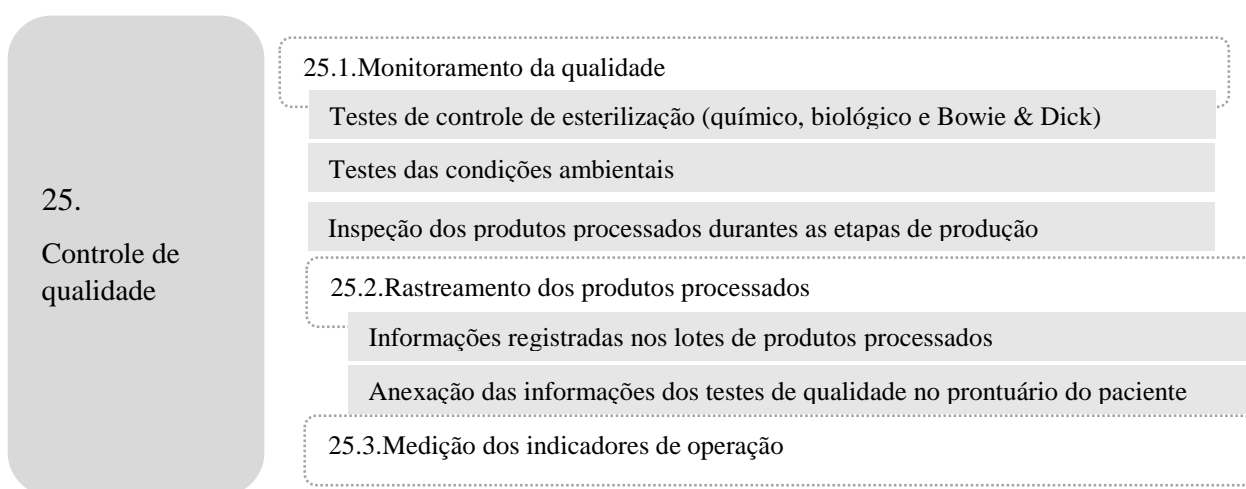 25.
Controle de
qualidade
25.1.Monitoramento da qualidade
Testes de controle de esterilização (químico, biológico e Bowie & Dick)
Testes das condições ambientais
Inspeção dos produtos processados durantes as etapas de produção
25.2.Rastreamento dos produtos processados
Informações registradas nos lotes de produtos processados
Anexação das informações dos testes de qualidade no prontuário do paciente
25.3.Medição dos indicadores de operação